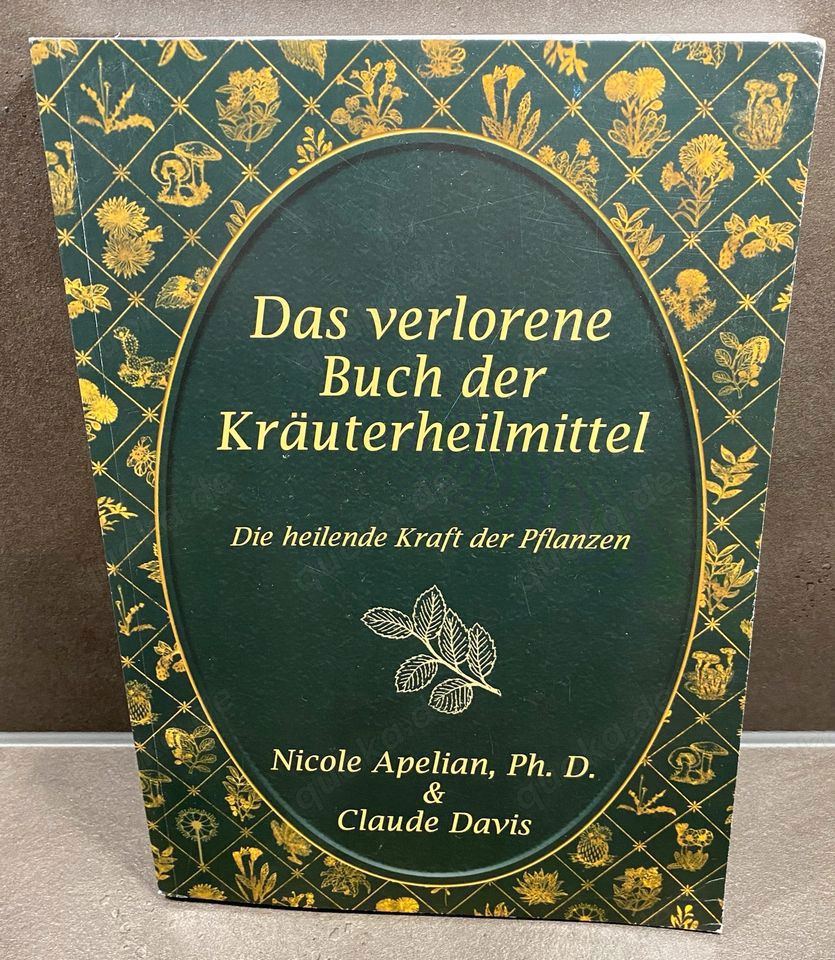 Das verlorene
Buch der
Kräuterheilmittel
Die heilende Kraft der Pflanzen
Nicole Apelian, Ph. D.
&
Claude Davis